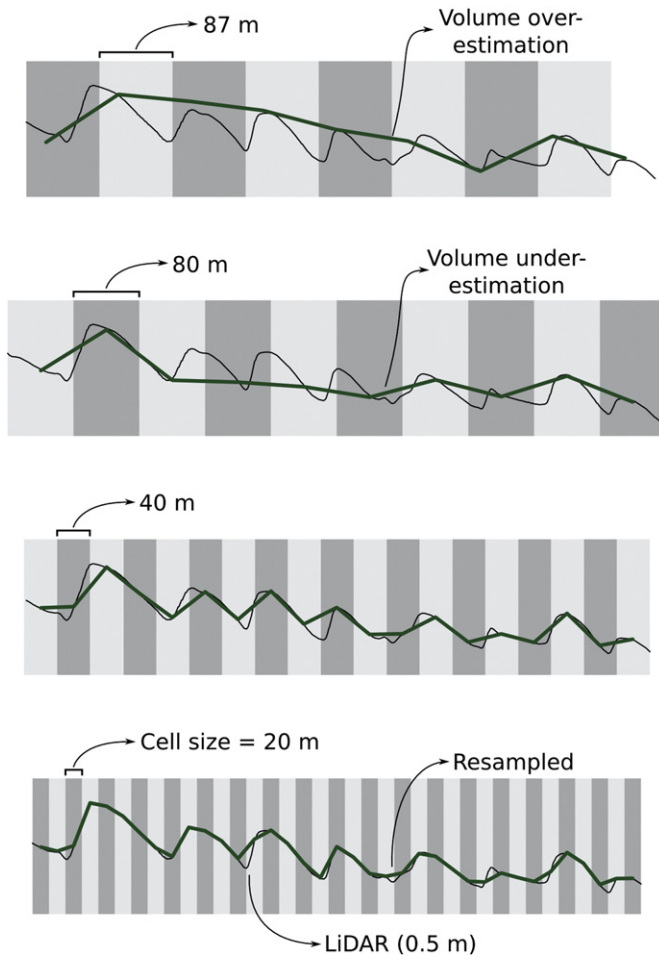 87 m
Volume over-
estimation
80 m
Volume under-
estimation
40 m
Cell size = 20 m
Resampled
LiDAR (0.5 m)